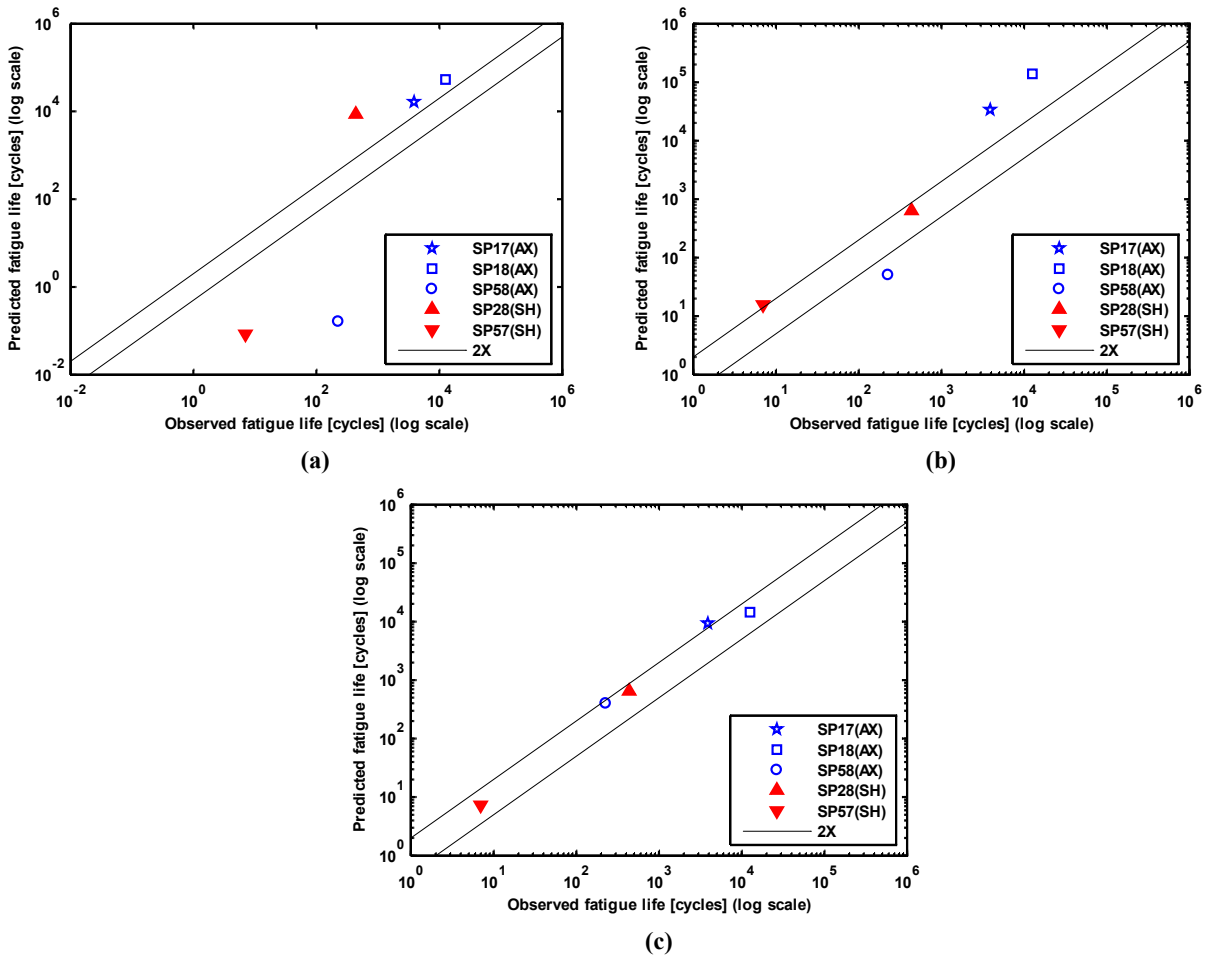 10^6
10^4
10^2
10^0
10^-2
Predicted fatigue life [cycles] (log scale)
SP17(AX)
SP18(AX)
SP58(AX)
SP28(SH)
SP57(SH)
2X
10^-2 10^0 10^2 10^4 10^6
Observed fatigue life [cycles] (log scale)
(a)
10^6
10^5
10^4
10^3
10^2
10^1
10^0
Predicted fatigue life [cycles] (log scale)
SP17(AX)
SP18(AX)
SP58(AX)
SP28(SH)
SP57(SH)
2X
10^0 10^1 10^2 10^3 10^4 10^5 10^6
Observed fatigue life [cycles] (log scale)
(b)
10^6
10^5
10^4
10^3
10^2
10^1
10^0
Predicted fatigue life [cycles] (log scale)
SP17(AX)
SP18(AX)
SP58(AX)
SP28(SH)
SP57(SH)
2X
10^0 10^1 10^2 10^3 10^4 10^5 10^6
Observed fatigue life [cycles] (log scale)
(c)